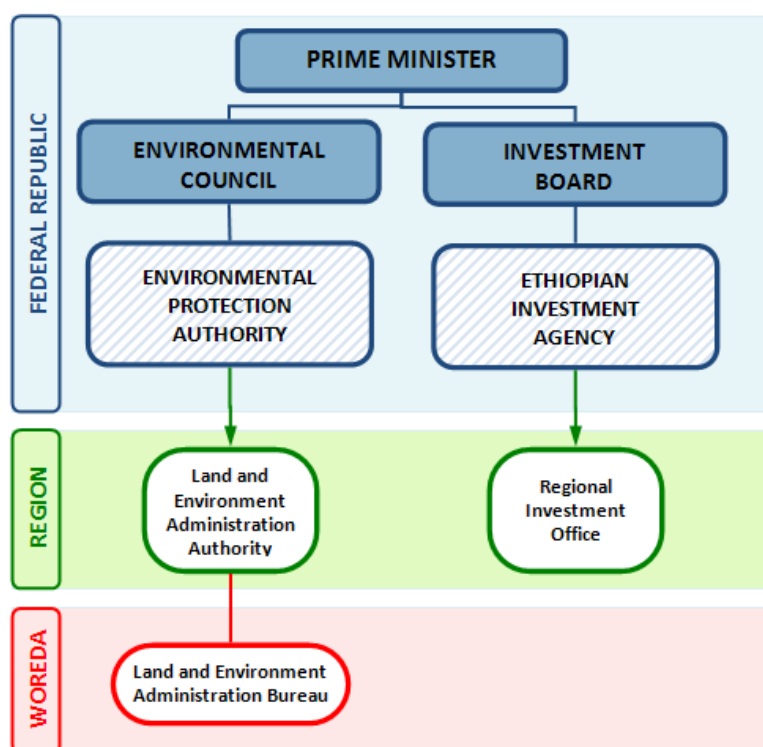 FEDERAL REPUBLIC
PRIME MINISTER
ENVIRONMENTAL
COUNCIL
INVESTMENT
BOARD
ENVIRONMENTAL
PROTECTION
AUTHORITY
ETHIOPIAN
INVESTMENT
AGENCY
REGION
Land and
Environment
Administration
Authority
Regional
Investment
Office
WOREDA
Land and Environment
Administration Bureau